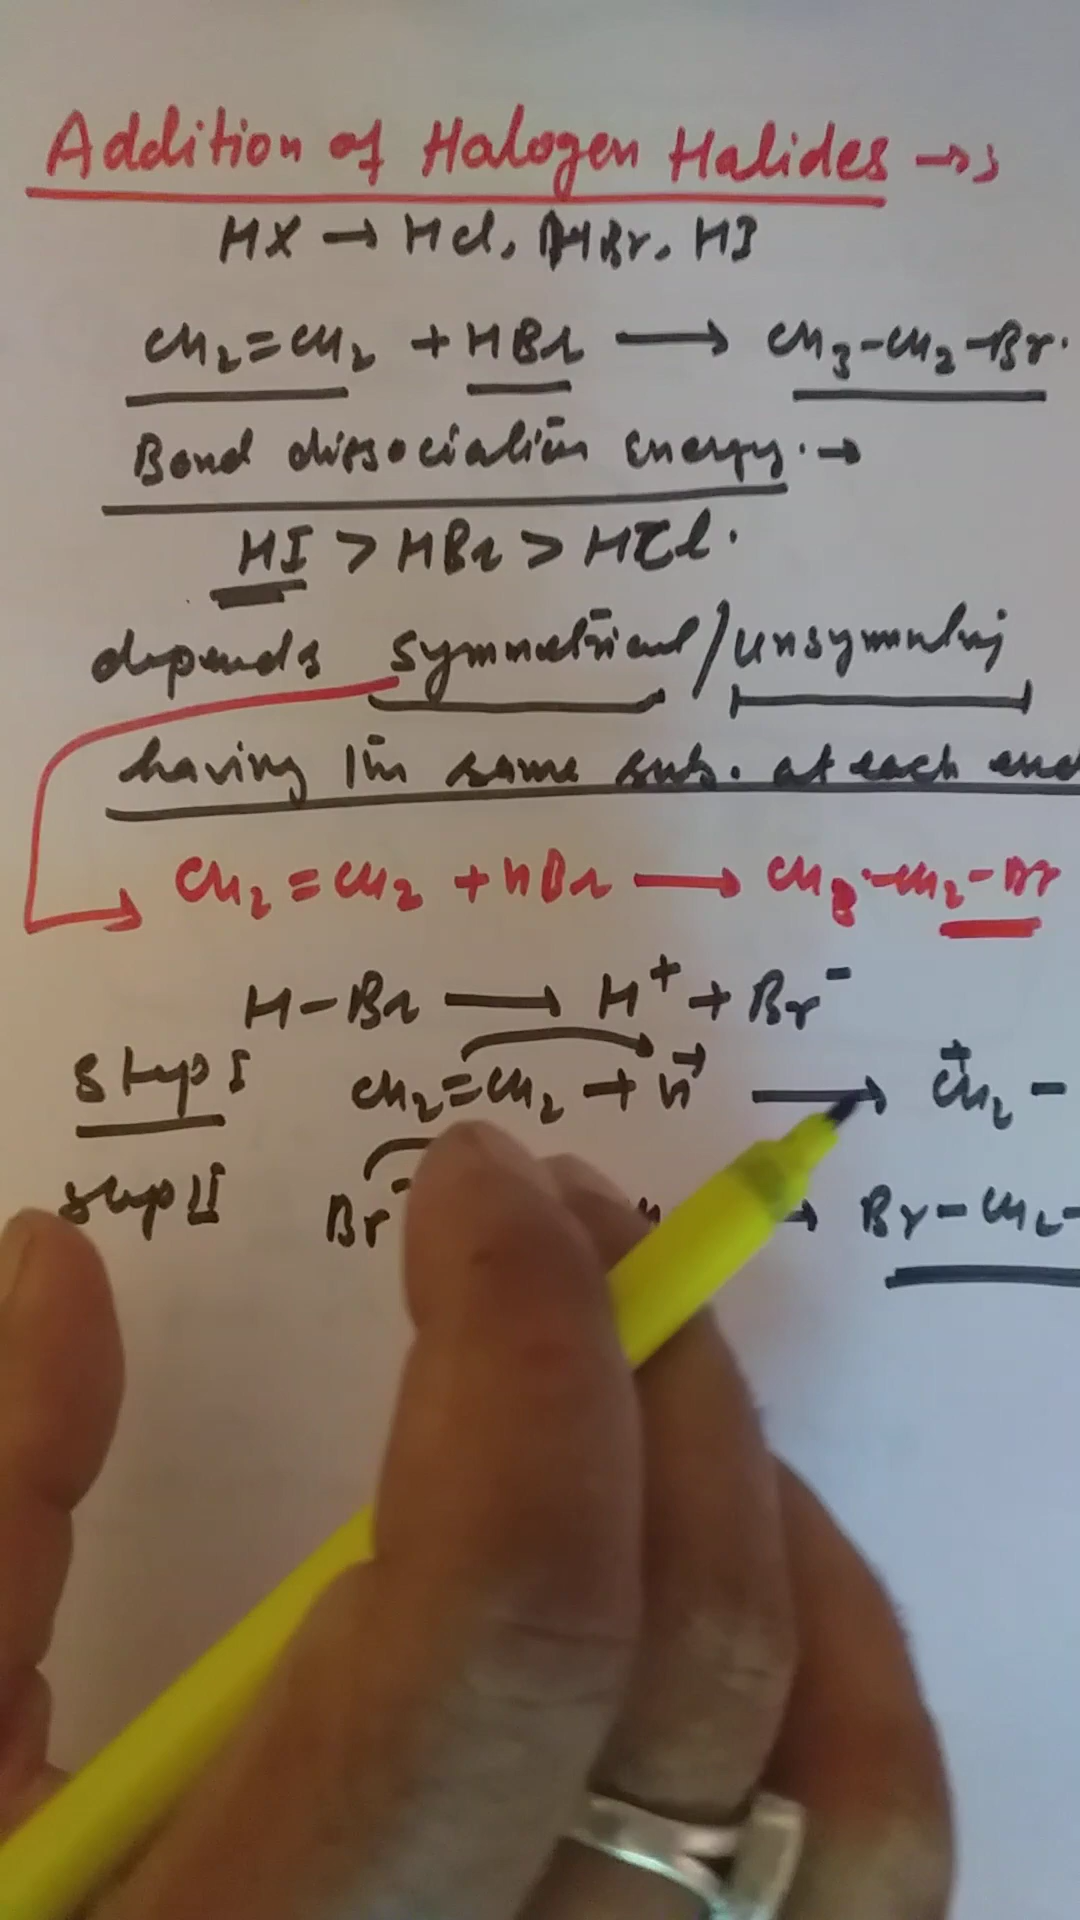 Addition of Halogen Halides →
HX → HCl, HBr, HI
CH₂=CH₂ + HBr → CH₃-CH₂-Br.
Bond dissociation energy. →
HI > HBr > HCl.
depends symmetrical/unsymmetri
having the same sub. at each end
CH₂=CH₂ + HBr → CH₃-CH₂-Br
H-Br → H⁺ + Br⁻
Step I CH₂=CH₂ + H⁺ → ⁺CH₂-
Step II Br⁻ → Br-CH₂-